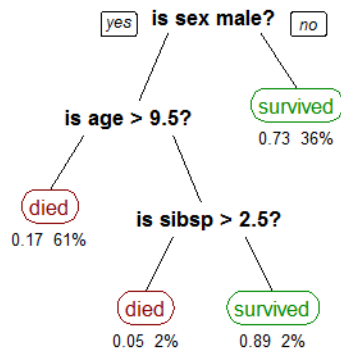 yes is sex male? no
is age > 9.5?
survived
0.73 36%
died
0.17 61%
is sibsp > 2.5?
died survived
0.05 2% 0.89 2%